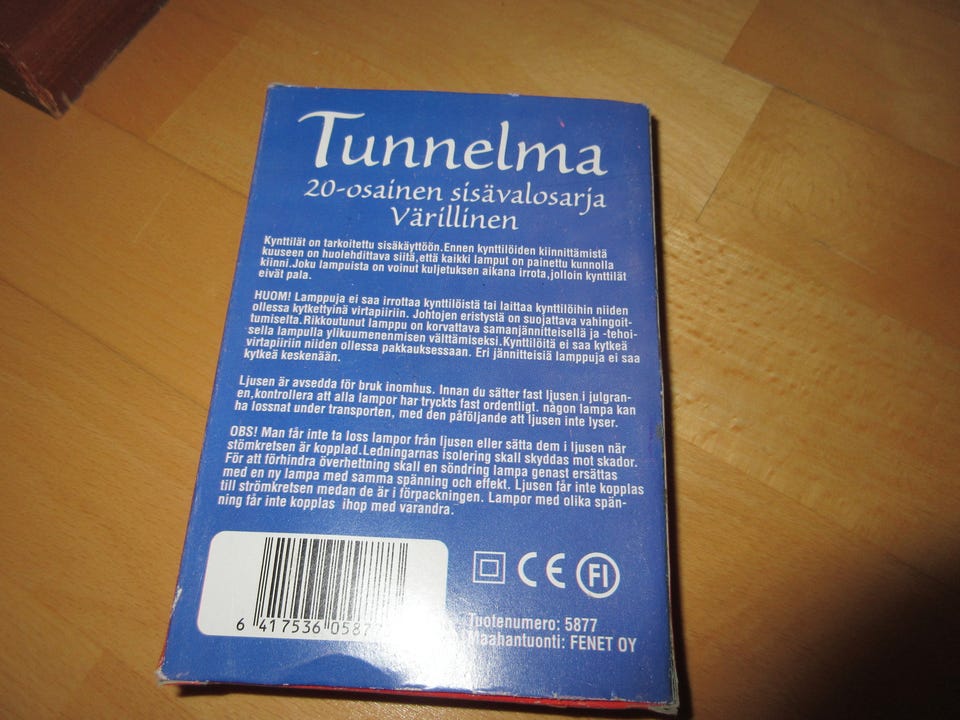 Tunnelma
20-osainen sisävalosarja
Värillinen
Kynttilät on tarkoitettu sisäkäyttöön.Ennen kynttilöiden kiinnittämistä
kuuseen on huolehdittava siitä,että kaikki lamput on painettu kunnolla
kiinni.Joku lampuista on voinut kuljetuksen aikana irrota,jolloin kynttilät
eivät pala.
HUOM! Lamppuja ei saa irrottaa kynttilöistä tai laittaa kynttilöihin niiden
ollessa kytkettyinä virtapiiriin. Johtojen eristystä on suojattava vahingoit-
tumiselta.Rikkoutunut lamppu on korvattava samanjännitteisellä ja -tehoi-
sella lampulla ylikuumenenmisen välttämiseksi.Kynttilöitä ei saa kytkeä
virtapiiriin niiden ollessa pakkauksessaan. Eri jännitteisiä lamppuja ei saa
kytkeä keskenään.
Ljusen är avsedda för bruk inomhus. Innan du sätter fast ljusen i julgran-
en,kontrollera att alla lampor har tryckts fast ordentligt. någon lampa kan
ha lossnat under transporten, med den påföljande att ljusen inte lyser.
OBS! Man får inte ta loss lampor från ljusen eller sätta dem i ljusen när
stömkretsen är kopplad.Ledningarnas isolering skall skyddas mot skador.
För att förhindra överhettning skall en söndring lampa genast ersättas
med en ny lampa med samma spänning och effekt. Ljusen får inte kopplas
till strömkretsen medan de är i förpackningen. Lampor med olika spän-
ning får inte kopplas ihop med varandra.
CE FI
6 417536 0587
Tuotenumero: 5877
Maahantuonti: FENET OY